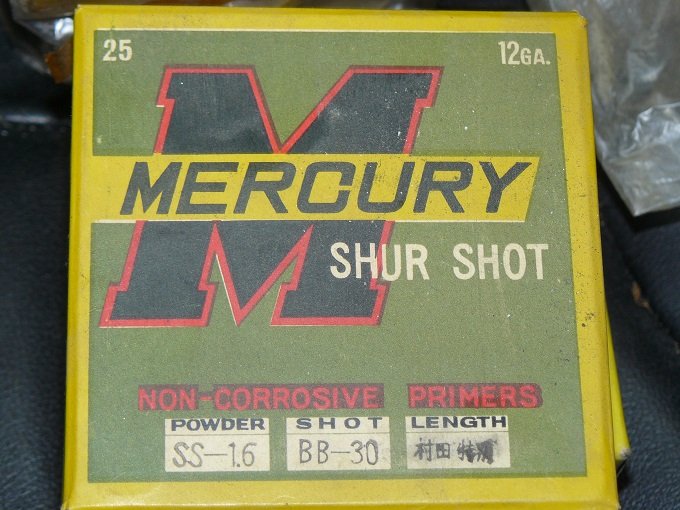 25 12GA.
MERCURY
SHUR SHOT
NON-CORROSIVE PRIMERS
POWDER SHOT LENGTH
SS-1.6 BB-30 村田